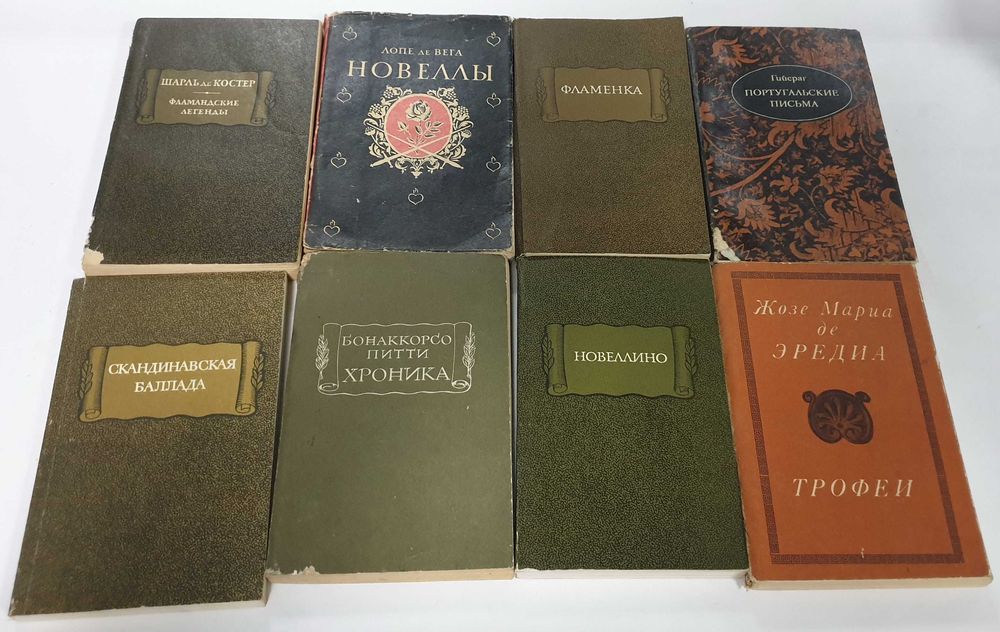 ШАРЛЬ ДЕ КОСТЕР
ФЛАМАНДСКИЕ
ЛЕГЕНДЫ
ЛОПЕ ДЕ ВЕГА
НОВЕЛЛЫ
ФЛАМЕНКА
Гийераг
ПОРТУГАЛЬСКИЕ
ПИСЬМА
СКАНДИНАВСКАЯ
БАЛЛАДА
БОНАККОРСО
ПИТТИ
ХРОНИКА
НОВЕЛЛИНО
Жозе Мариа
де
ЭРЕДИА
ТРОФЕИ